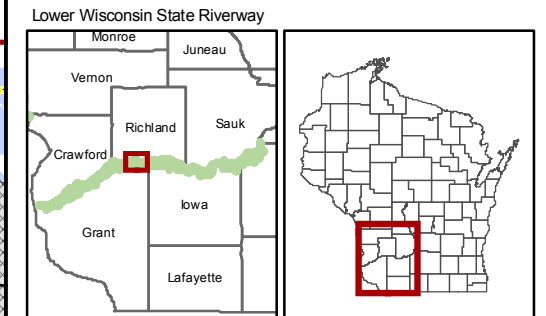 Lower Wisconsin State Riverway
Monroe
Juneau
Vernon
Richland
Sauk
Crawford
Iowa
Grant
Lafayette